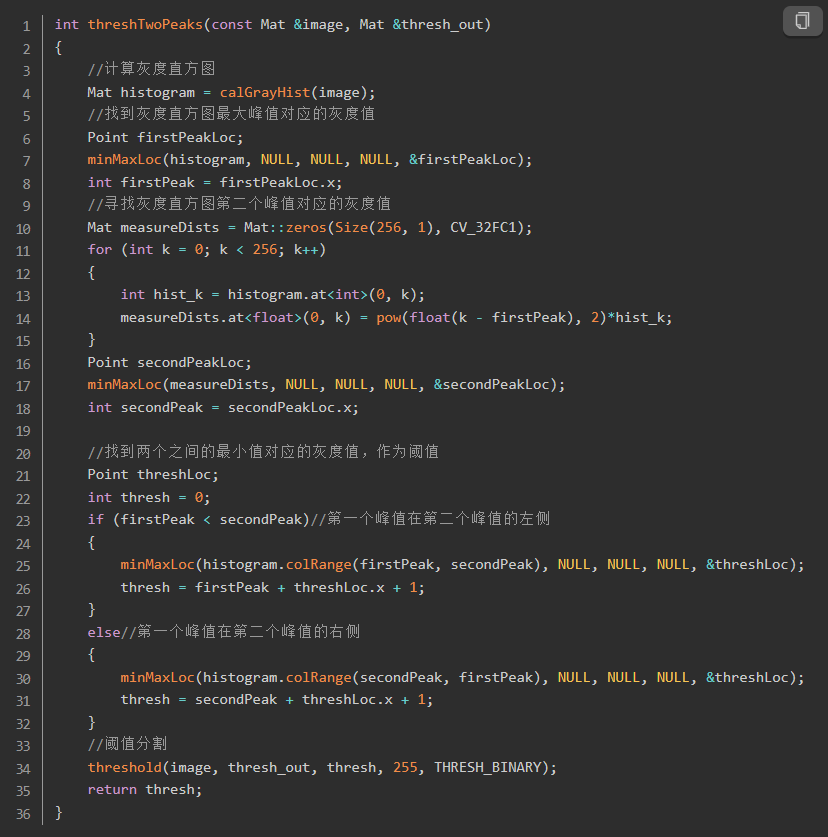 1 int threshTwoPeaks(const Mat &image, Mat &thresh_out)
2 {
3     //计算灰度直方图
4     Mat histogram = calGrayHist(image);
5     //找到灰度直方图最大峰值对应的灰度值
6     Point firstPeakLoc;
7     minMaxLoc(histogram, NULL, NULL, NULL, &firstPeakLoc);
8     int firstPeak = firstPeakLoc.x;
9     //寻找灰度直方图第二个峰值对应的灰度值
10     Mat measureDists = Mat::zeros(Size(256, 1), CV_32FC1);
11     for (int k = 0; k < 256; k++)
12     {
13         int hist_k = histogram.at<int>(0, k);
14         measureDists.at<float>(0, k) = pow(float(k - firstPeak), 2)*hist_k;
15     }
16     Point secondPeakLoc;
17     minMaxLoc(measureDists, NULL, NULL, NULL, &secondPeakLoc);
18     int secondPeak = secondPeakLoc.x;
19
20     //找到两个之间的最小值对应的灰度值，作为阈值
21     Point threshLoc;
22     int thresh = 0;
23     if (firstPeak < secondPeak)//第一个峰值在第二个峰值的左侧
24     {
25         minMaxLoc(histogram.colRange(firstPeak, secondPeak), NULL, NULL, NULL, &threshLoc);
26         thresh = firstPeak + threshLoc.x + 1;
27     }
28     else//第一个峰值在第二个峰值的右侧
29     {
30         minMaxLoc(histogram.colRange(secondPeak, firstPeak), NULL, NULL, NULL, &threshLoc);
31         thresh = secondPeak + threshLoc.x + 1;
32     }
33     //阈值分割
34     threshold(image, thresh_out, thresh, 255, THRESH_BINARY);
35     return thresh;
36 }